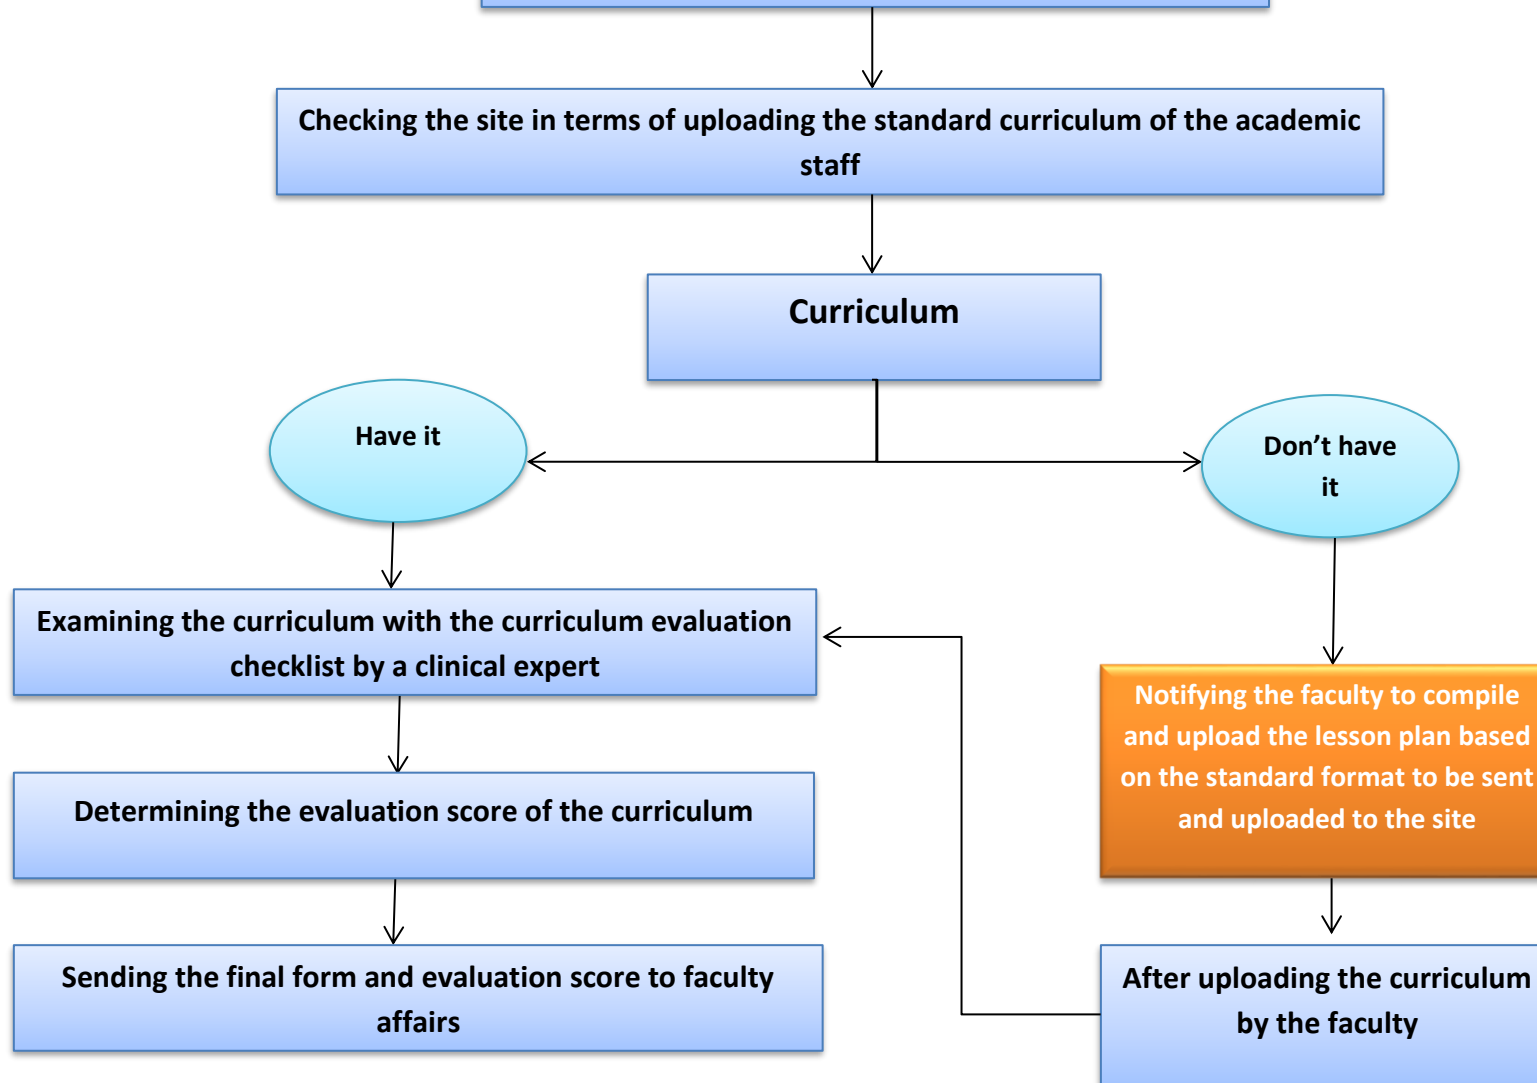 Checking the site in terms of uploading the standard curriculum of the academic
staff
Curriculum
Have it
Don’t have
it
Examining the curriculum with the curriculum evaluation
checklist by a clinical expert
Notifying the faculty to compile
and upload the lesson plan based
on the standard format to be sent
and uploaded to the site
Determining the evaluation score of the curriculum
Sending the final form and evaluation score to faculty
affairs
After uploading the curriculum
by the faculty